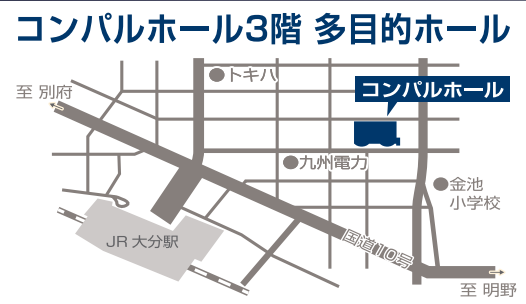 コンパルホール3階 多目的ホール
トキハ
至 別府
コンパルホール
九州電力
金池
小学校
JR 大分駅
国道10号
至 明野